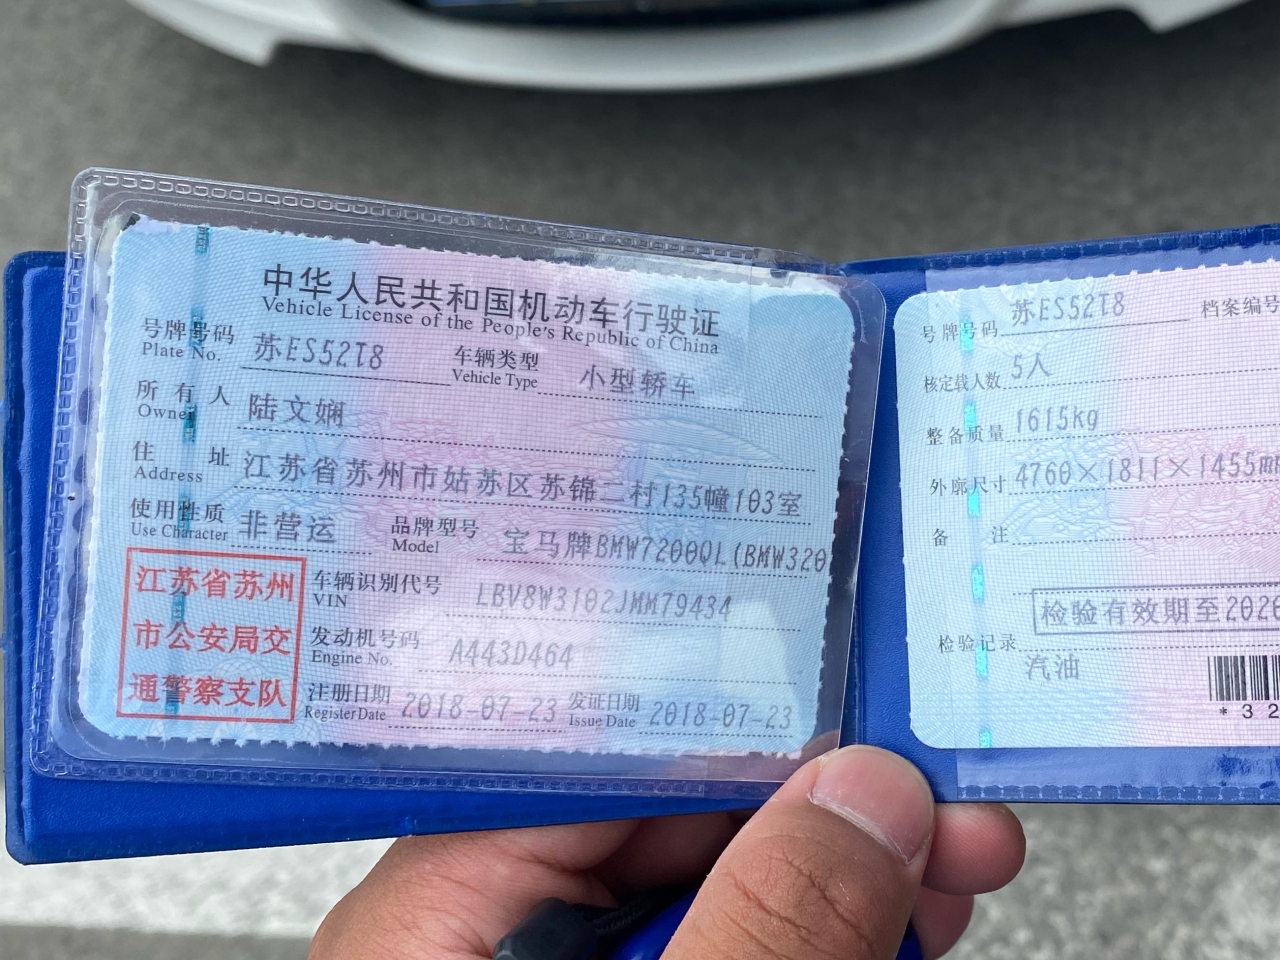 中华人民共和国机动车行驶证
Vehicle License of the People's Republic of China
号牌号码 苏ES52T8 车辆类型 小型轿车
Plate No. Vehicle Type
所有人 陆文娴
Owner
住址 江苏省苏州市姑苏区苏锦二村135幢103室
Address
使用性质 非营运 品牌型号 宝马牌BMW7200QL(BMW320
Use Character Model
江苏省苏州
市公安局交
通警察支队
车辆识别代号 LBV8W3102JMM79434
VIN
发动机号码 A443D464
Engine No.
注册日期 2018-07-23 发证日期 2018-07-23
Register Date Issue Date
号牌号码 苏ES52T8 档案编号
核定载人数 5人
整备质量 1615kg
外廓尺寸 4760×1811×1455mm
备注
检验有效期至202
检验记录
汽油
*32